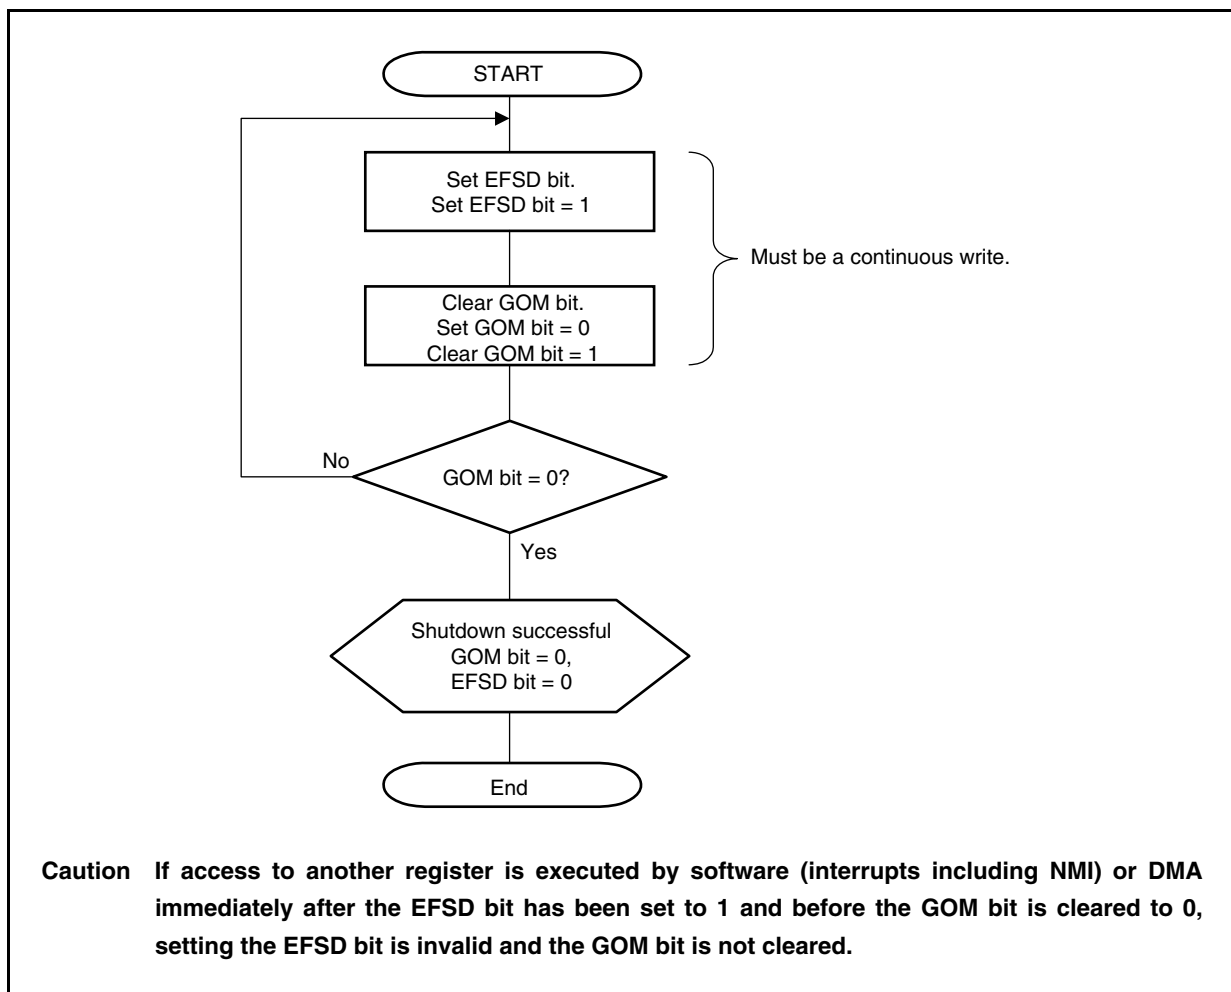 START
Set EFSD bit.
Set EFSD bit = 1
Must be a continuous write.
Clear GOM bit.
Set GOM bit = 0
Clear GOM bit = 1
No
GOM bit = 0?
Yes
Shutdown successful
GOM bit = 0,
EFSD bit = 0
End
Caution If access to another register is executed by software (interrupts including NMI) or DMA
immediately after the EFSD bit has been set to 1 and before the GOM bit is cleared to 0,
setting the EFSD bit is invalid and the GOM bit is not cleared.